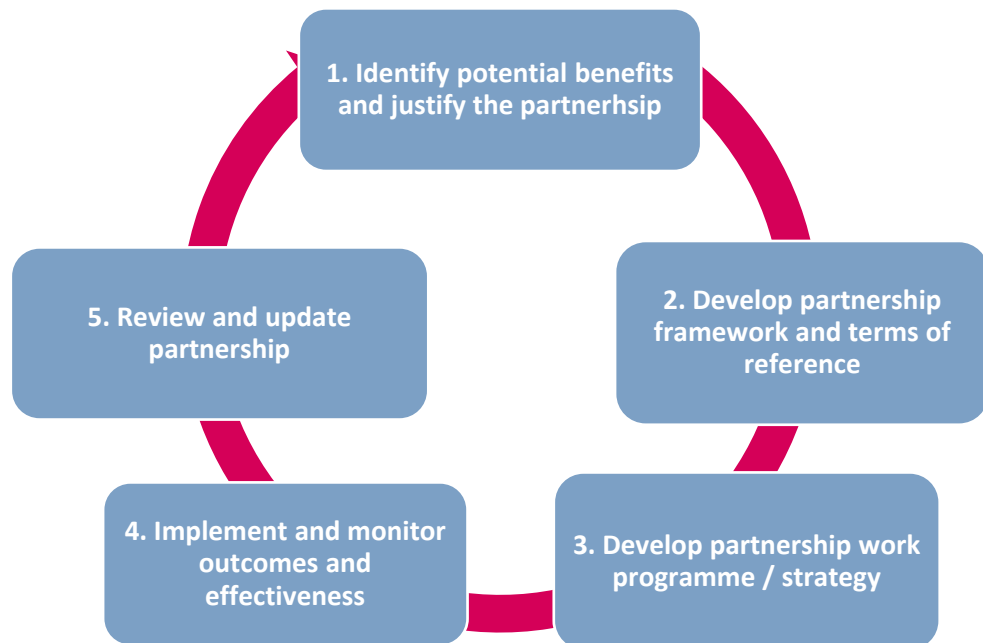 1. Identify potential benefits
and justify the partnerhsip
2. Develop partnership
framework and terms of
reference
3. Develop partnership work
programme / strategy
4. Implement and monitor
outcomes and
effectiveness
5. Review and update
partnership